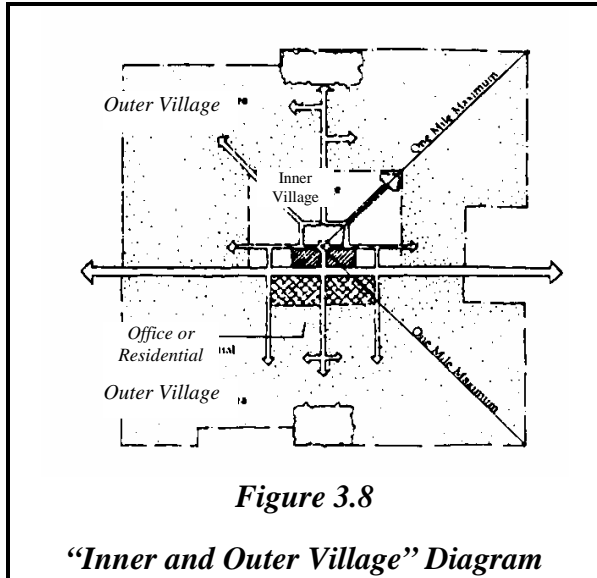 Outer Village
One Mile Maximum
Inner
Village
Office or
Residential
Outer Village
One Mile Maximum
Figure 3.8
“Inner and Outer Village” Diagram